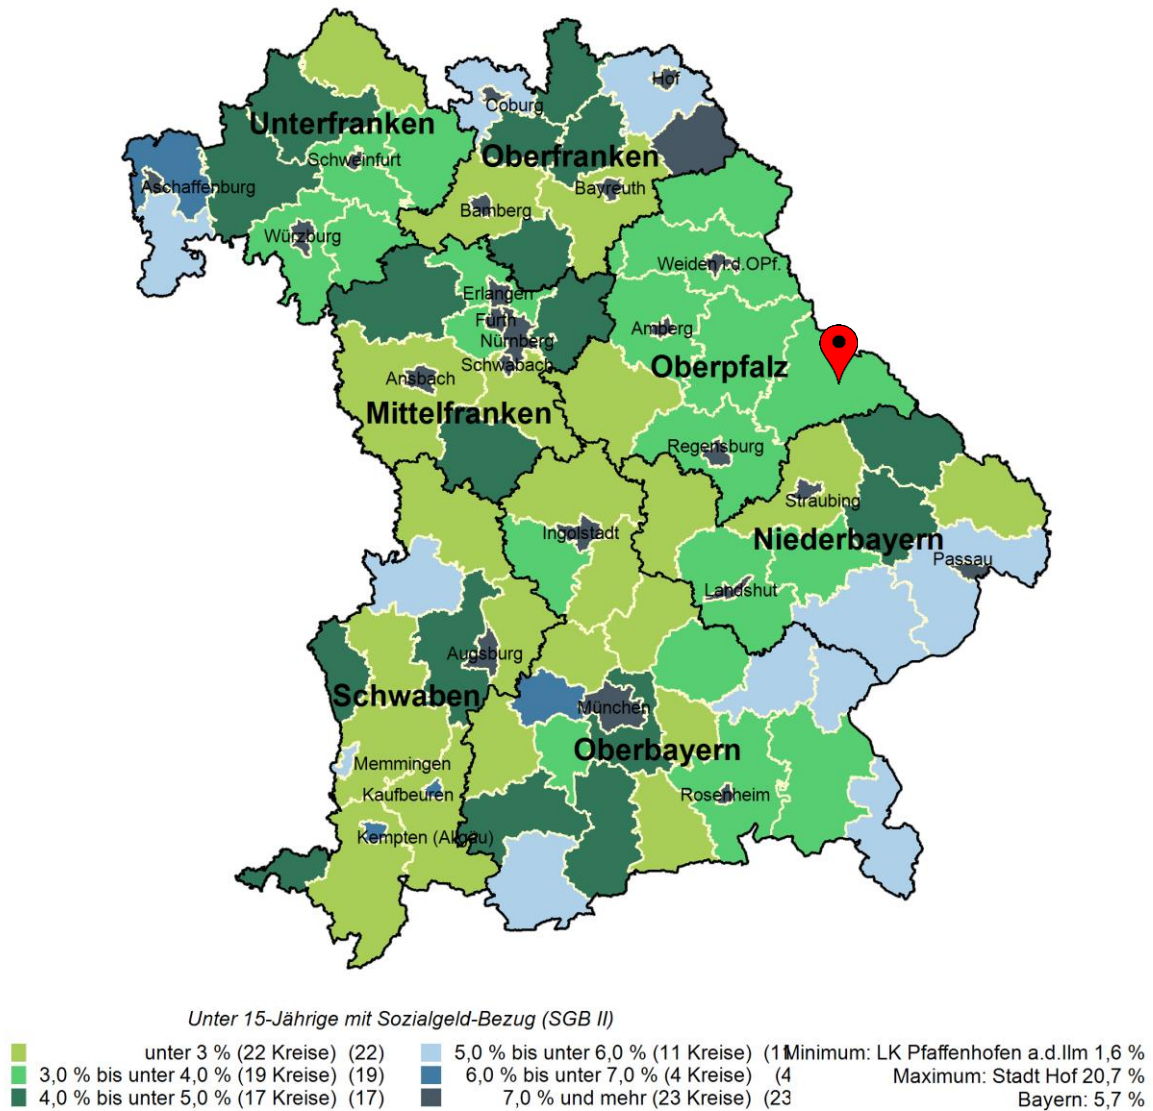 Hof
Coburg
Unterfranken
Schweinfurt
Oberfranken
Aschaffenburg
Bayreuth
Bamberg
Würzburg
Weiden i.d.OPf.
Erlangen
Fürth
Amberg
Nürnberg
Schwabach
Oberpfalz
Ansbach
Mittelfranken
Regensburg
Straubing
Ingolstadt
Niederbayern
Passau
Landshut
Augsburg
Schwaben
München
Oberbayern
Memmingen
Kaufbeuren
Rosenheim
Kempten (Allgäu)
Unter 15-Jährige mit Sozialgeld-Bezug (SGB II)
unter 3 % (22 Kreise) (22)
3,0 % bis unter 4,0 % (19 Kreise) (19)
4,0 % bis unter 5,0 % (17 Kreise) (17)
5,0 % bis unter 6,0 % (11 Kreise) (11
6,0 % bis unter 7,0 % (4 Kreise) (4
7,0 % und mehr (23 Kreise) (23
Minimum: LK Pfaffenhofen a.d.Ilm 1,6 %
Maximum: Stadt Hof 20,7 %
Bayern: 5,7 %